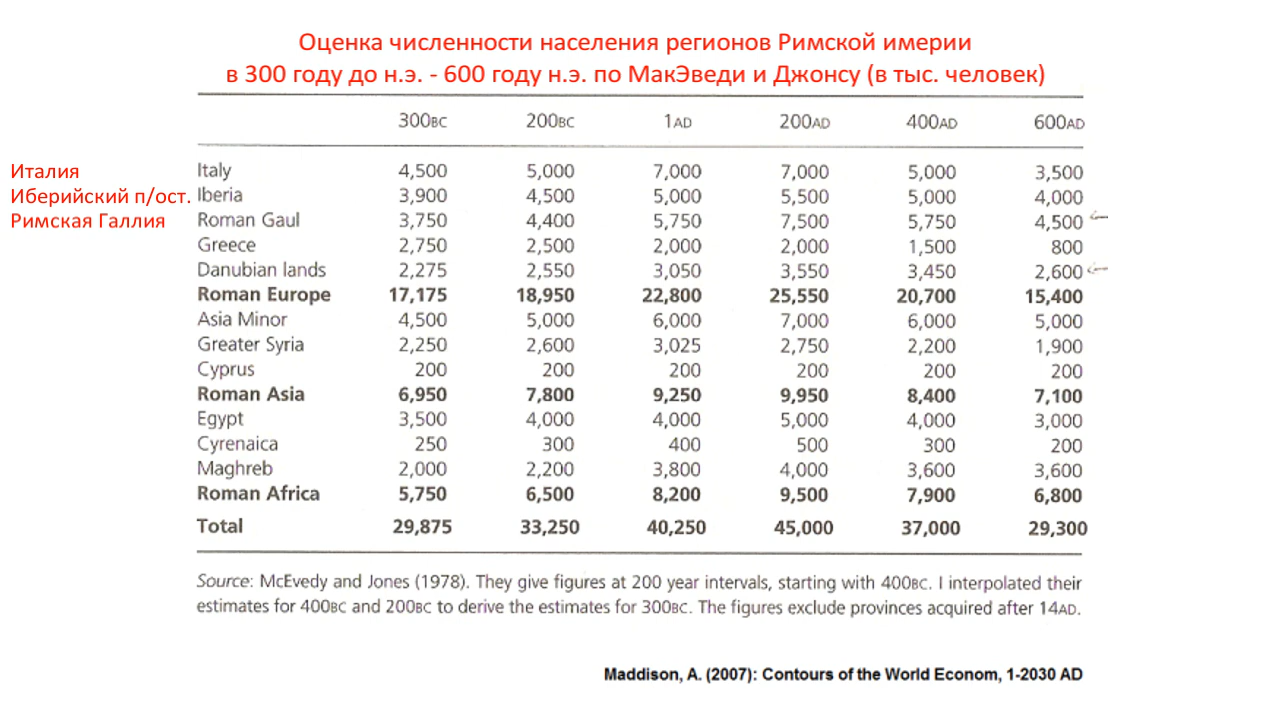 Оценка численности населения регионов Римской имерии
в 300 году до н.э. - 600 году н.э. по МакЭведи и Джонсу (в тыс. человек)
300BC 200BC 1AD 200AD 400AD 600AD
Италия Italy 4,500 5,000 7,000 7,000 5,000 3,500
Иберийский п/ост. Iberia 3,900 4,500 5,000 5,500 5,000 4,000
Римская Галлия Roman Gaul 3,750 4,400 5,750 7,500 5,750 4,500
Greece 2,750 2,500 2,000 2,000 1,500 800
Danubian lands 2,275 2,550 3,050 3,550 3,450 2,600
Roman Europe 17,175 18,950 22,800 25,550 20,700 15,400
Asia Minor 4,500 5,000 6,000 7,000 6,000 5,000
Greater Syria 2,250 2,600 3,025 2,750 2,200 1,900
Cyprus 200 200 200 200 200 200
Roman Asia 6,950 7,800 9,250 9,950 8,400 7,100
Egypt 3,500 4,000 4,000 5,000 4,000 3,000
Cyrenaica 250 300 400 500 300 200
Maghreb 2,000 2,200 3,800 4,000 3,600 3,600
Roman Africa 5,750 6,500 8,200 9,500 7,900 6,800
Total 29,875 33,250 40,250 45,000 37,000 29,300
Source: McEvedy and Jones (1978). They give figures at 200 year intervals, starting with 400BC. I interpolated their
estimates for 400BC and 200BC to derive the estimates for 300BC. The figures exclude provinces acquired after 14AD.
Maddison, A. (2007): Contours of the World Econom, 1-2030 AD